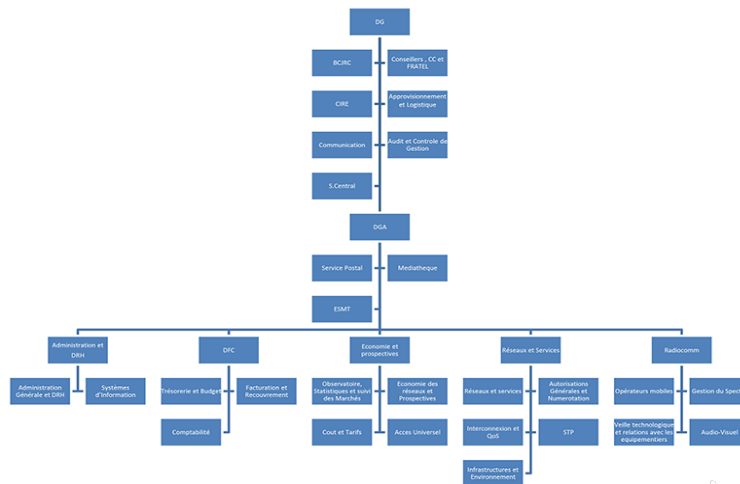 DG
BCJRC
Conseillers , CC et
FRATEL
CIRE
Approvisionnement
et Logistique
Communication
Audit et Controle de
Gestion
S.Central
DGA
Service Postal
Mediatheque
ESMT
Administration et
DRH
DFC
Economie et
prospectives
Réseaux et Services
Radiocomm
Administration
Générale et DRH
Systèmes
d'Information
Trésorerie et Budget
Facturation et
Recouvrement
Observatoire,
Statistiques et suivi
des Marchés
Economie des
réseaux et
Prospectives
Réseaux et services
Autorisations
Générales et
Numerotation
Opérateurs mobiles
Gestion du Spect
Comptabilité
Cout et Tarifs
Acces Universel
Interconnexion et
QoS
STP
Veille technologique
et relations avec les
equipementiers
Audio-Visuel
Infrastructures et
Environnement